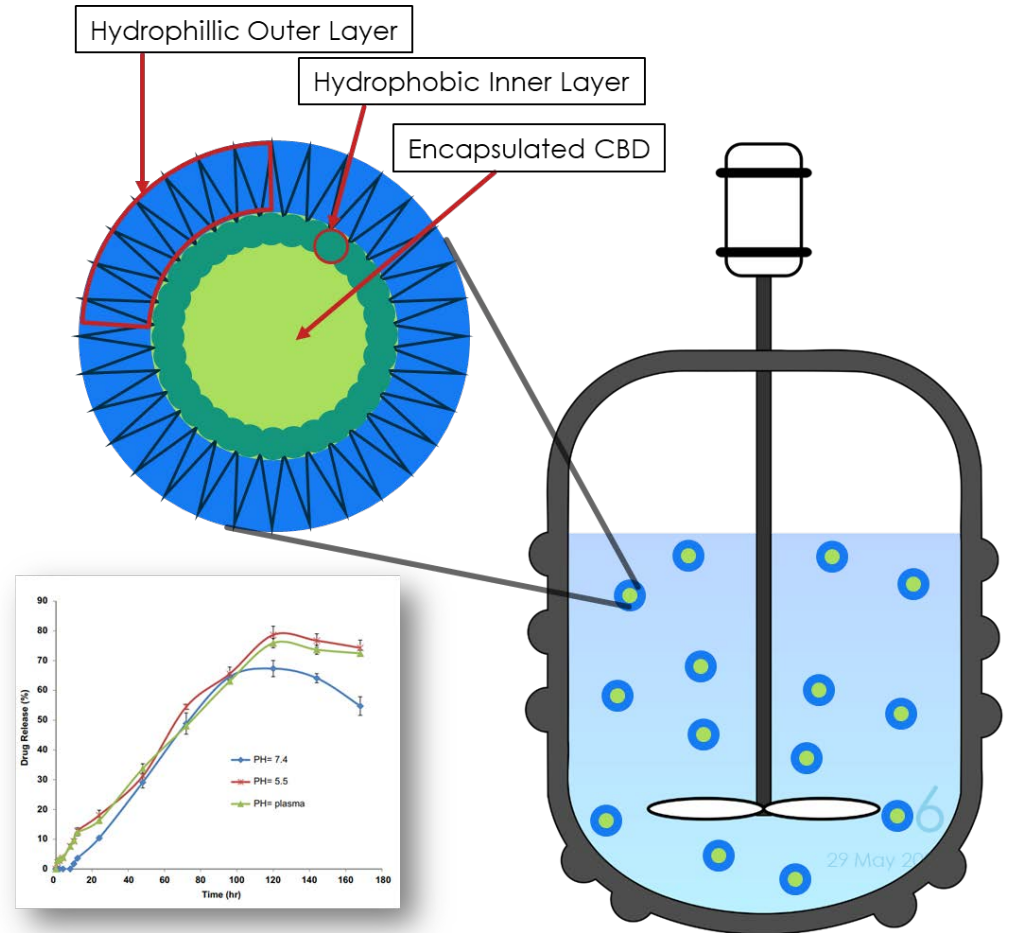 Hydrophillic Outer Layer
Hydrophobic Inner Layer
Encapsulated CBD
90
80
70
60
50
40
30
20
10
0
Drug Release (%)
PH= 7.4
PH= 5.5
PH= plasma
0 20 40 60 80 100 120 140 160 180
Time (hr)
6
29 May